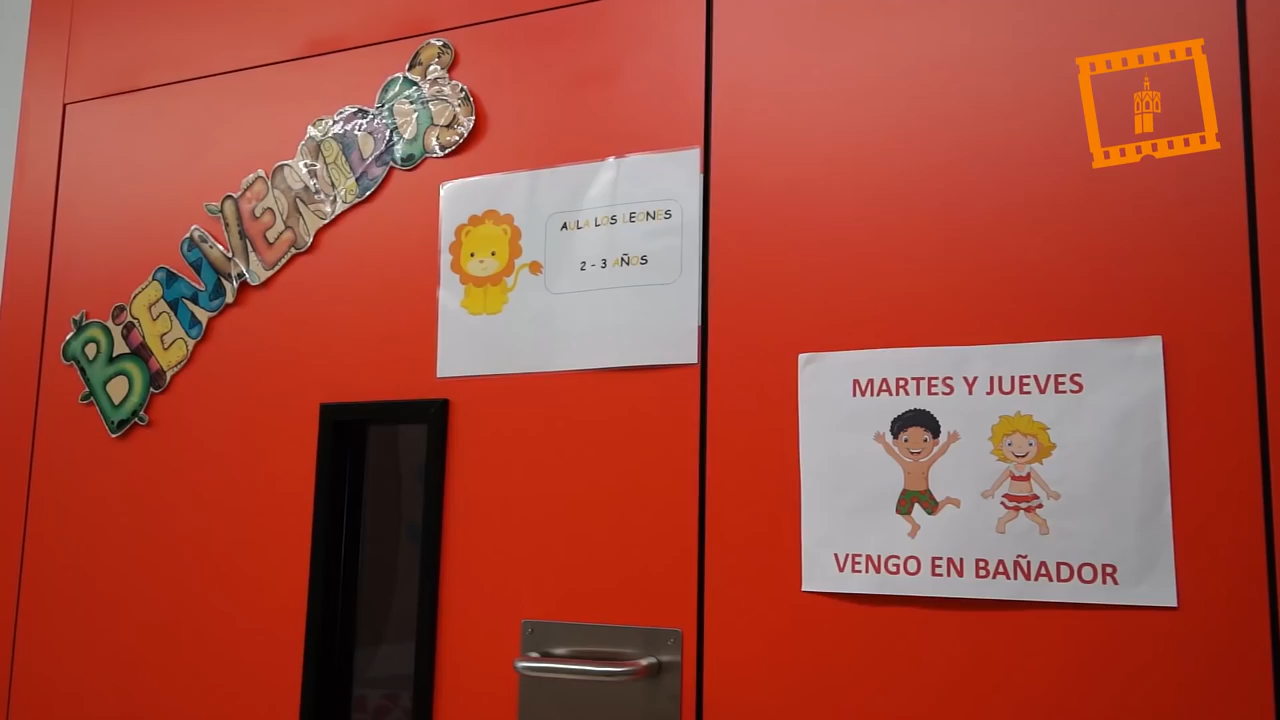 BIENVENIDOS
AULA LOS LEONES
2 - 3 AÑOS
MARTES Y JUEVES
VENGO EN BAÑADOR